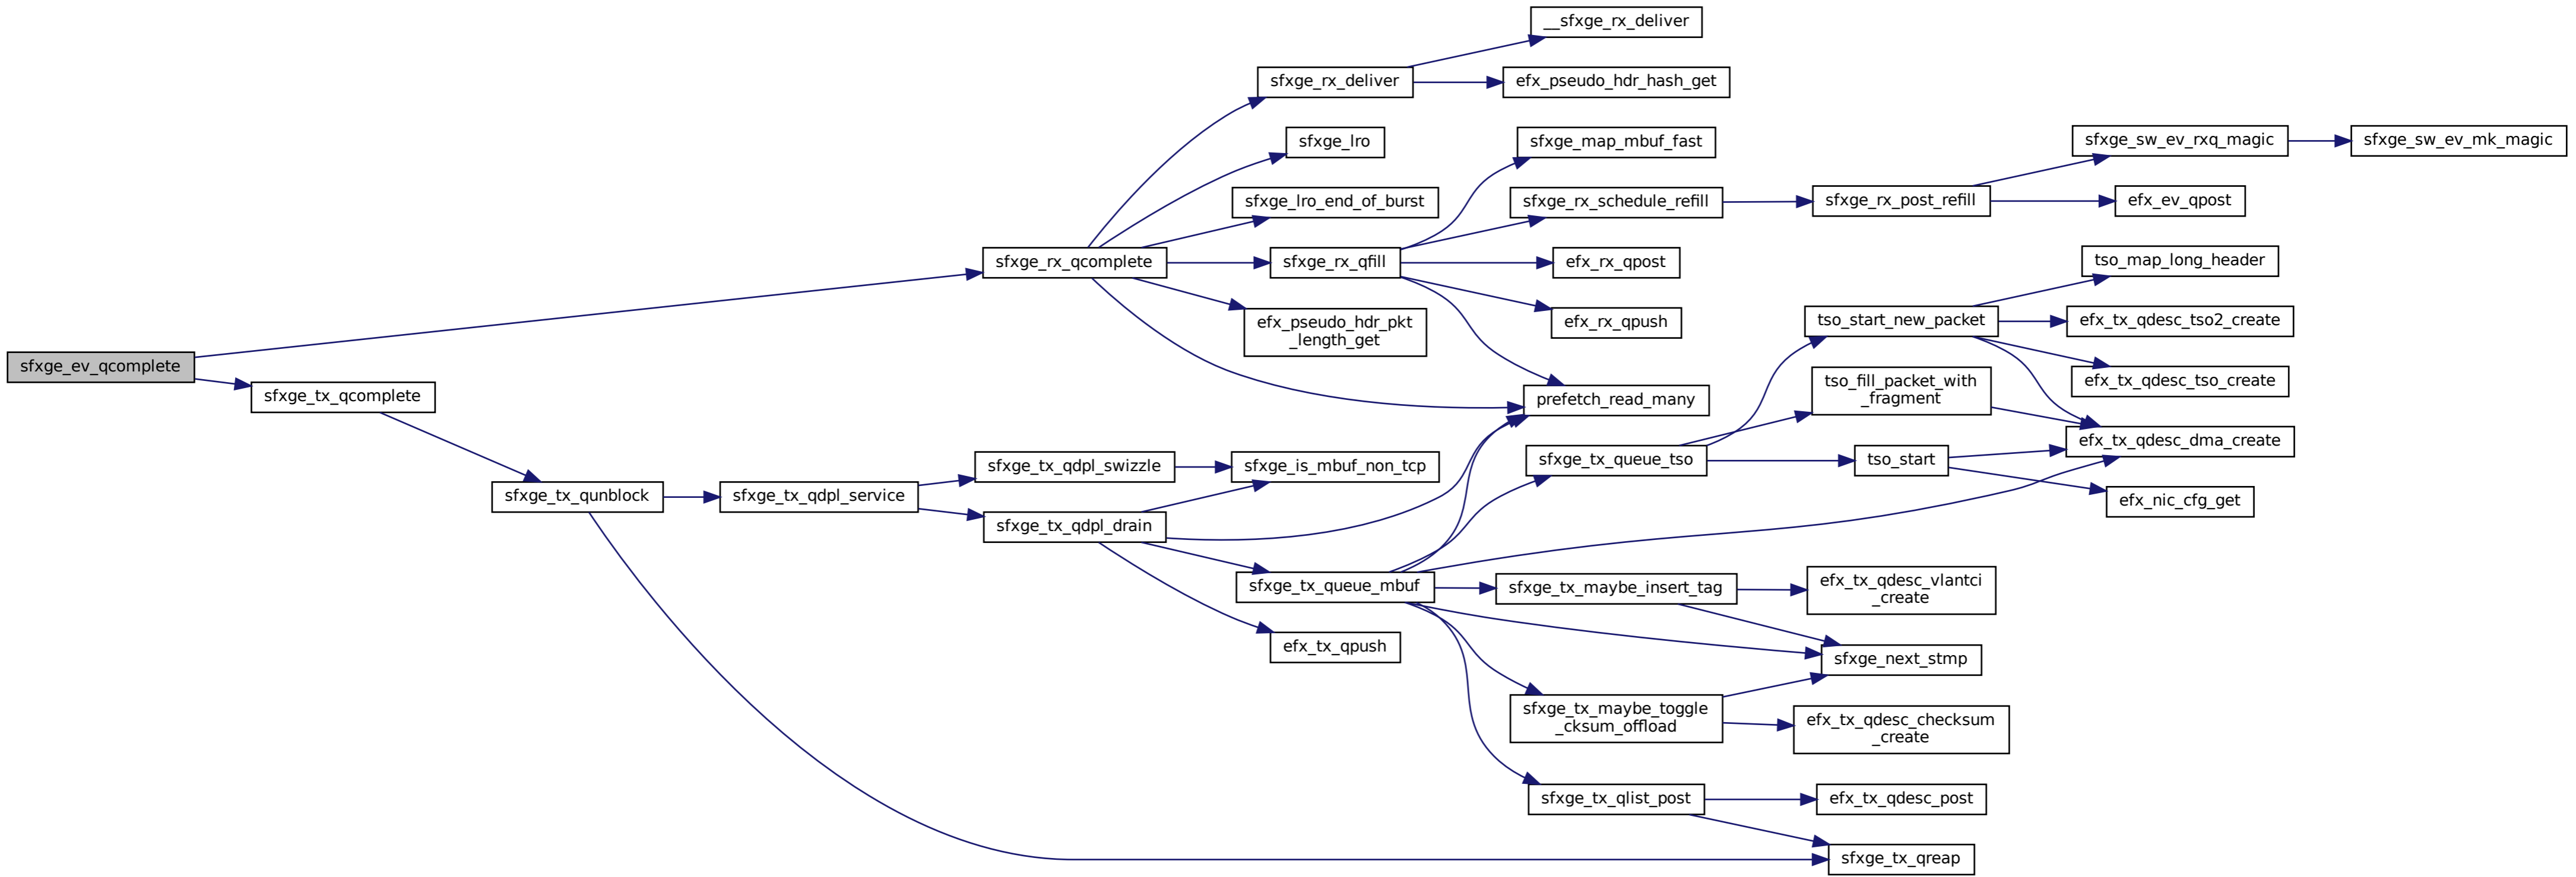 __sfxge_rx_deliver
sfxge_rx_deliver
efx_pseudo_hdr_hash_get
sfxge_lro
sfxge_map_mbuf_fast
sfxge_sw_ev_rxq_magic
sfxge_sw_ev_mk_magic
sfxge_lro_end_of_burst
sfxge_rx_schedule_refill
sfxge_rx_post_refill
efx_ev_qpost
sfxge_rx_qcomplete
sfxge_rx_qfill
efx_rx_qpost
tso_map_long_header
efx_pseudo_hdr_pkt
_length_get
efx_rx_qpush
tso_start_new_packet
efx_tx_qdesc_tso2_create
sfxge_ev_qcomplete
sfxge_tx_qcomplete
prefetch_read_many
tso_fill_packet_with
_fragment
efx_tx_qdesc_tso_create
efx_tx_qdesc_dma_create
sfxge_tx_qunblock
sfxge_tx_qdpl_service
sfxge_tx_qdpl_swizzle
sfxge_is_mbuf_non_tcp
sfxge_tx_queue_tso
tso_start
efx_nic_cfg_get
sfxge_tx_qdpl_drain
sfxge_tx_queue_mbuf
sfxge_tx_maybe_insert_tag
efx_tx_qdesc_vlantci
_create
efx_tx_qpush
sfxge_next_stmp
sfxge_tx_maybe_toggle
_cksum_offload
efx_tx_qdesc_checksum
_create
sfxge_tx_qlist_post
efx_tx_qdesc_post
sfxge_tx_qreap